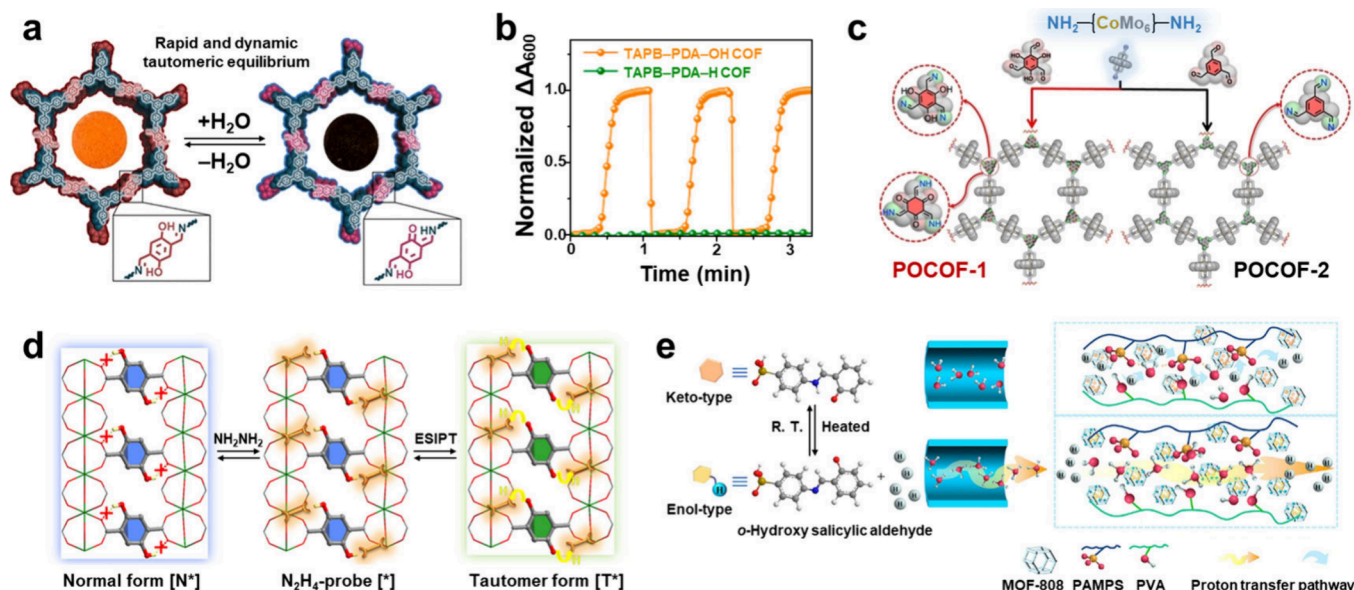 a
Rapid and dynamic
tautomeric equilibrium
+H₂O
−H₂O
OH
N
HO
N
O
HN
N
HO
b
Normalized ΔA₆₀₀
1.0
0.5
0.0
TAPB–PDA–OH COF
TAPB–PDA–H COF
0 1 2 3
Time (min)
c
NH₂–{CoMo₆}–NH₂
POCOF-1
POCOF-2
d
NH₂NH₂
ESIPT
Normal form [N*]
N₂H₄-probe [*]
Tautomer form [T*]
e
Keto-type
R. T.
Heated
Enol-type
H
+
o-Hydroxy salicylic aldehyde
MOF-808
PAMPS
PVA
Proton transfer pathway